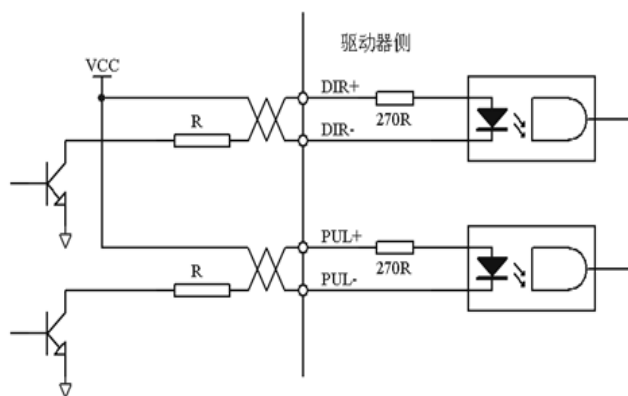 驱动器侧
VCC
DIR+
270R
R
DIR-
PUL+
270R
R
PUL-